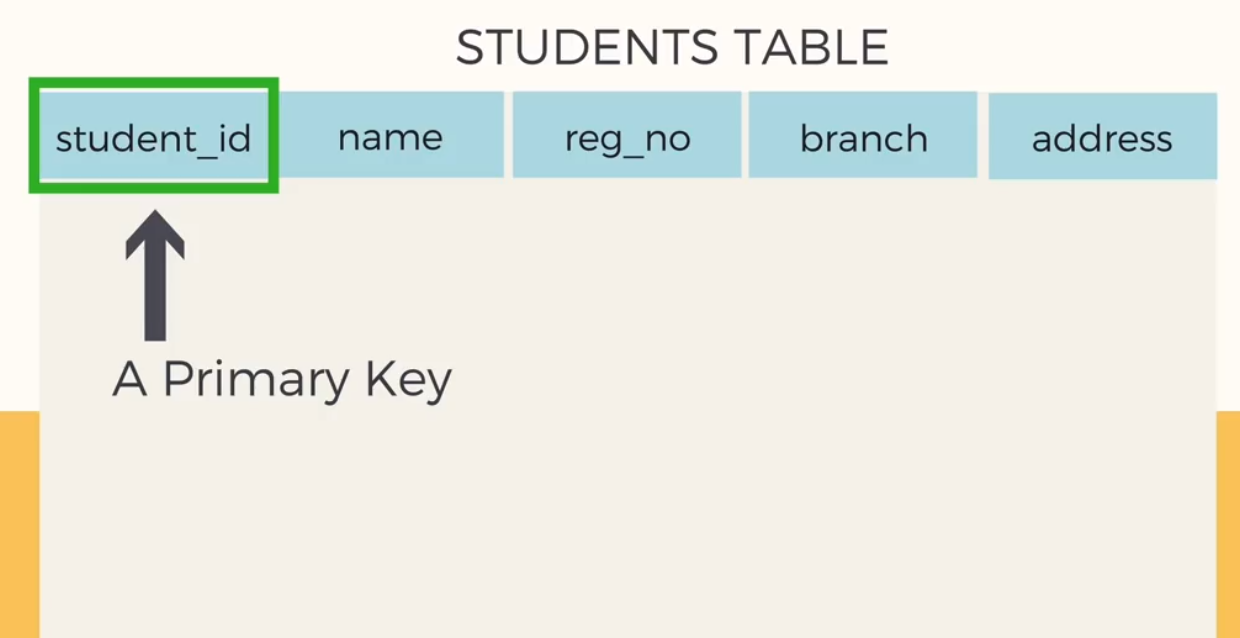 STUDENTS TABLE
student_id name reg_no branch address
A Primary Key